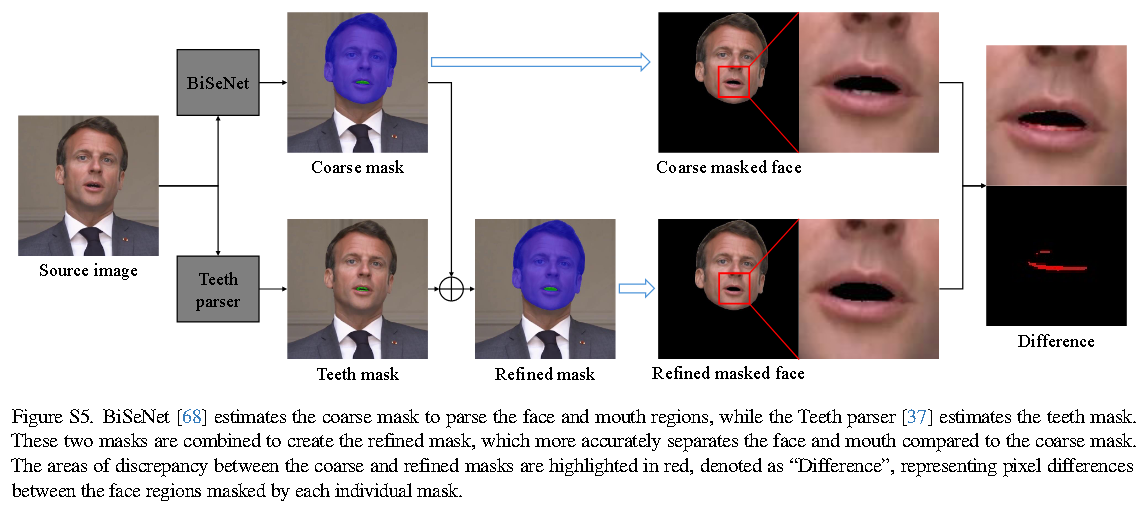 BiSeNet
Coarse mask
Coarse masked face
Source image
Teeth
parser
Teeth mask
Refined mask
Refined masked face
Difference
Figure S5. BiSeNet [68] estimates the coarse mask to parse the face and mouth regions, while the Teeth parser [37] estimates the teeth mask.
These two masks are combined to create the refined mask, which more accurately separates the face and mouth compared to the coarse mask.
The areas of discrepancy between the coarse and refined masks are highlighted in red, denoted as “Difference”, representing pixel differences
between the face regions masked by each individual mask.